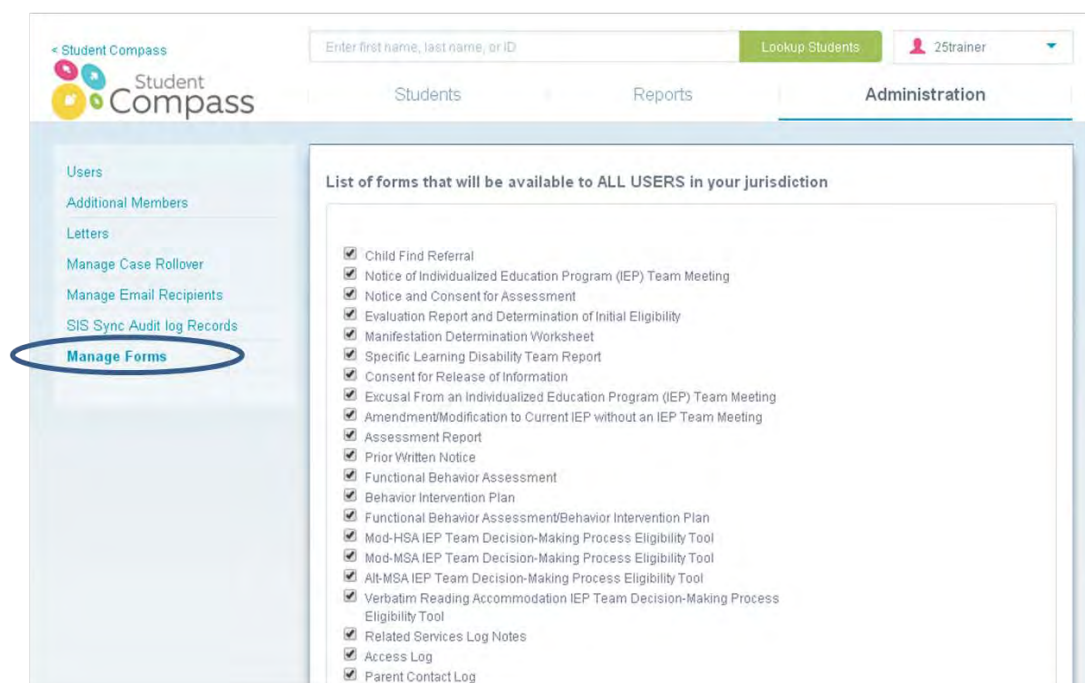 < Student Compass
Enter first name, last name, or ID
Lookup Students
25trainer
Student
Compass
Students
Reports
Administration
Users
Additional Members
Letters
Manage Case Rollover
Manage Email Recipients
SIS Sync Audit log Records
Manage Forms
List of forms that will be available to ALL USERS in your jurisdiction
Child Find Referral
Notice of Individualized Education Program (IEP) Team Meeting
Notice and Consent for Assessment
Evaluation Report and Determination of Initial Eligibility
Manifestation Determination Worksheet
Specific Learning Disability Team Report
Consent for Release of Information
Excusal From an Individualized Education Program (IEP) Team Meeting
Amendment/Modification to Current IEP without an IEP Team Meeting
Assessment Report
Prior Written Notice
Functional Behavior Assessment
Behavior Intervention Plan
Functional Behavior Assessment/Behavior Intervention Plan
Mod-HSA IEP Team Decision-Making Process Eligibility Tool
Mod-MSA IEP Team Decision-Making Process Eligibility Tool
Alt-MSA IEP Team Decision-Making Process Eligibility Tool
Verbatim Reading Accommodation IEP Team Decision-Making Process
Eligibility Tool
Related Services Log Notes
Access Log
Parent Contact Log